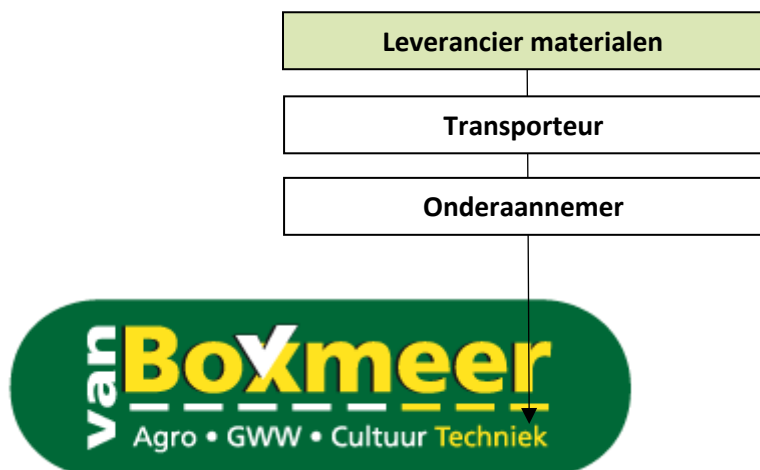 Leverancier materialen
Transporteur
Onderaannemer
van Boxmeer
Agro • GWW • Cultuur Techniek